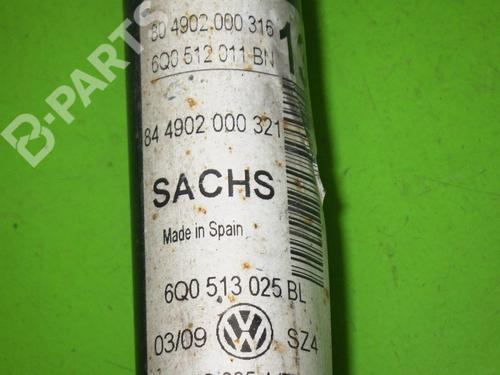 80 4902 000 316
6Q0 512 011 BN
13
84 4902 000 321
SACHS
Made in Spain
6Q0 513 025 BL
03/09
SZ4
B-PARTS